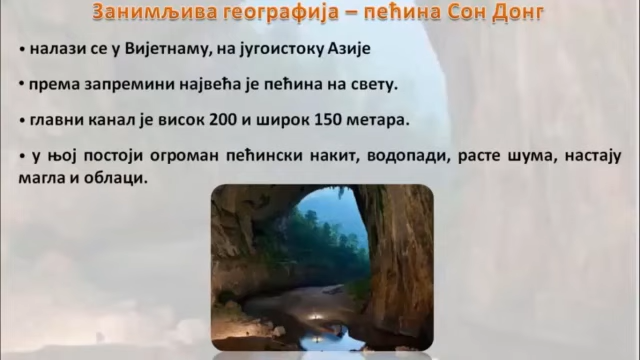 Занимљива географија – пећина Сон Донг
• налази се у Вијетнаму, на југоистоку Азије
• према запремини највећа је пећина на свету.
• главни канал је висок 200 и широк 150 метара.
• у њој постоји огроман пећински накит, водопади, расте шума, настају
магла и облаци.